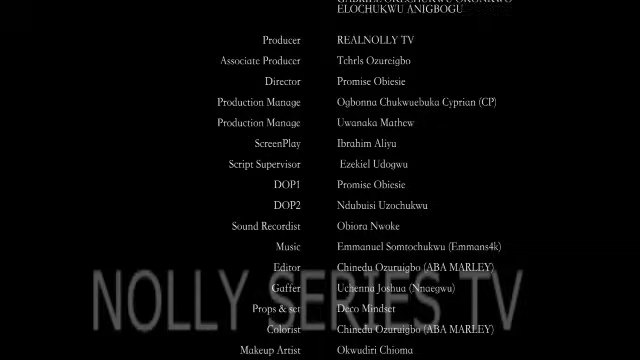 ELOCHUKWU ANIGBOGU
Producer REALNOLLY TV
Associate Producer Tchrls Ozureigbo
Director Promise Obiesie
Production Manage Ogbonna Chukwuebuka Cyprian (CP)
Production Manage Uwanaka Mathew
ScreenPlay Ibrahim Aliyu
Script Supervisor Ezekiel Udogwu
DOP1 Promise Obiesie
DOP2 Ndubuisi Uzochukwu
Sound Recordist Obiora Nwoke
Music Emmanuel Somtochukwu (Emmans4k)
Editor Chinedu Ozuruigbo (ABA MARLEY)
Gaffer Uchenna Joshua (Nnaegwu)
NOLLY SERIES TV
Props & set Deco Mindset
Colorist Chinedu Ozuruigbo (ABA MARLEY)
Makeup Artist Okwudiri Chioma